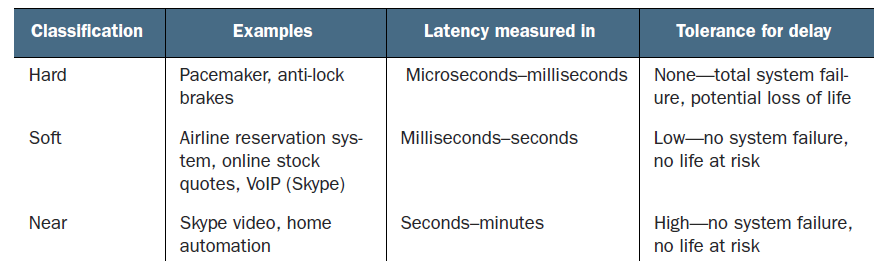 Classification Examples Latency measured in Tolerance for delay
Hard Pacemaker, anti-lock Microseconds–milliseconds None—total system fail-
brakes ure, potential loss of life
Soft Airline reservation sys- Milliseconds–seconds Low—no system failure,
tem, online stock no life at risk
quotes, VoIP (Skype)
Near Skype video, home Seconds–minutes High—no system failure,
automation no life at risk